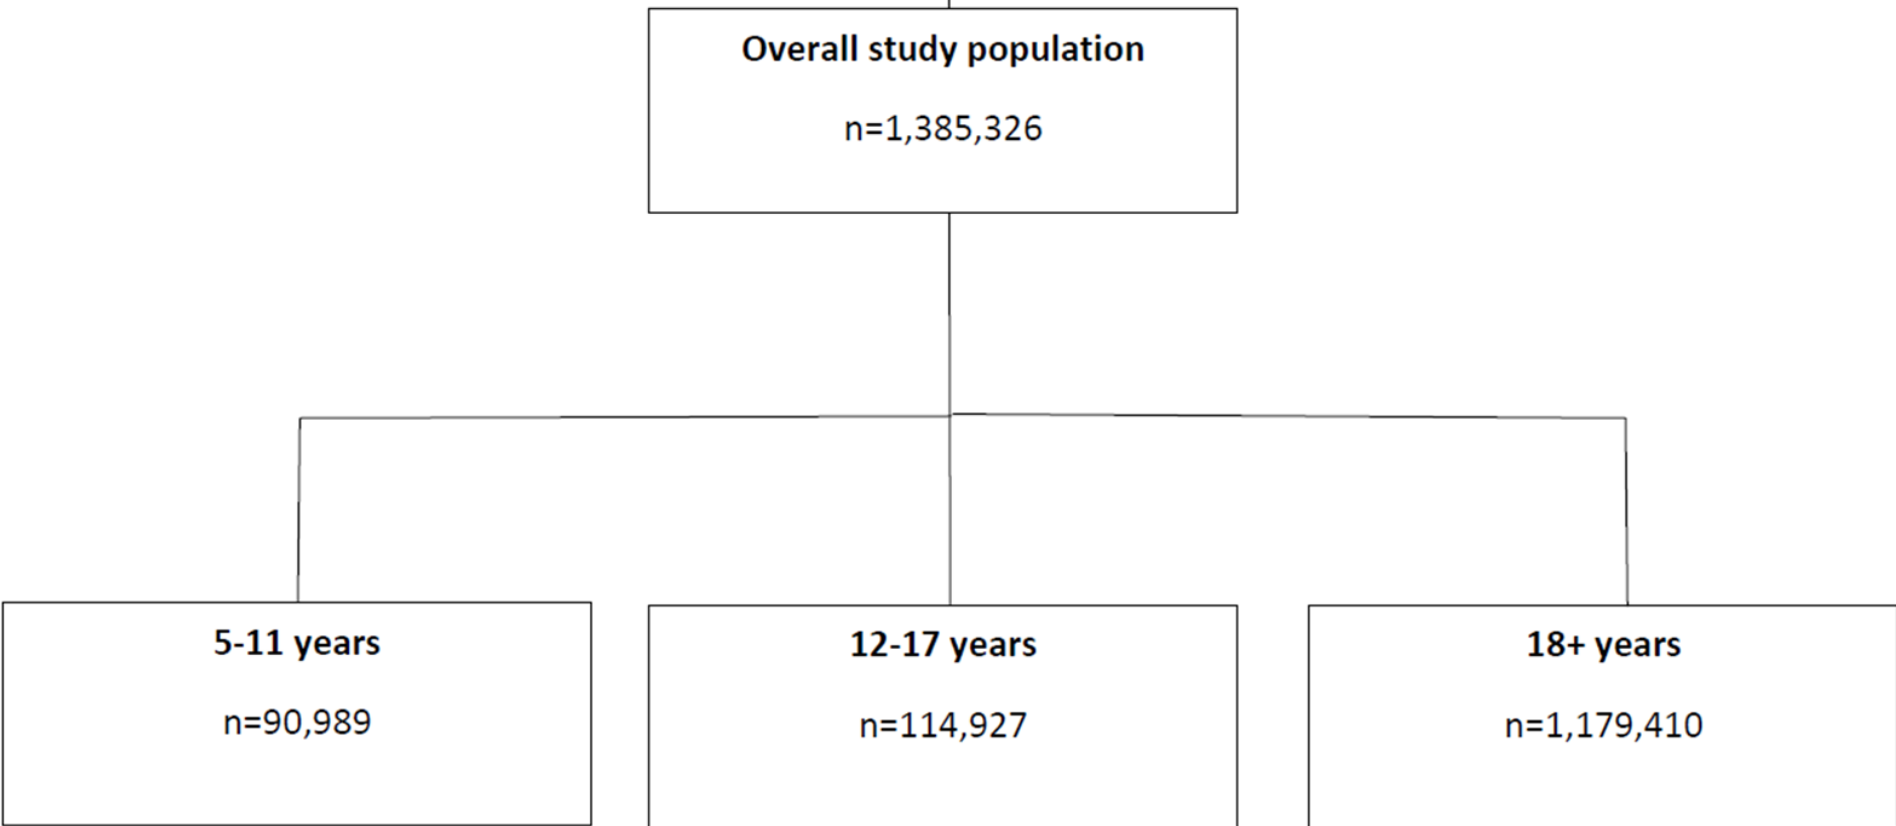 Overall study population
n=1,385,326
5-11 years
n=90,989
12-17 years
n=114,927
18+ years
n=1,179,410